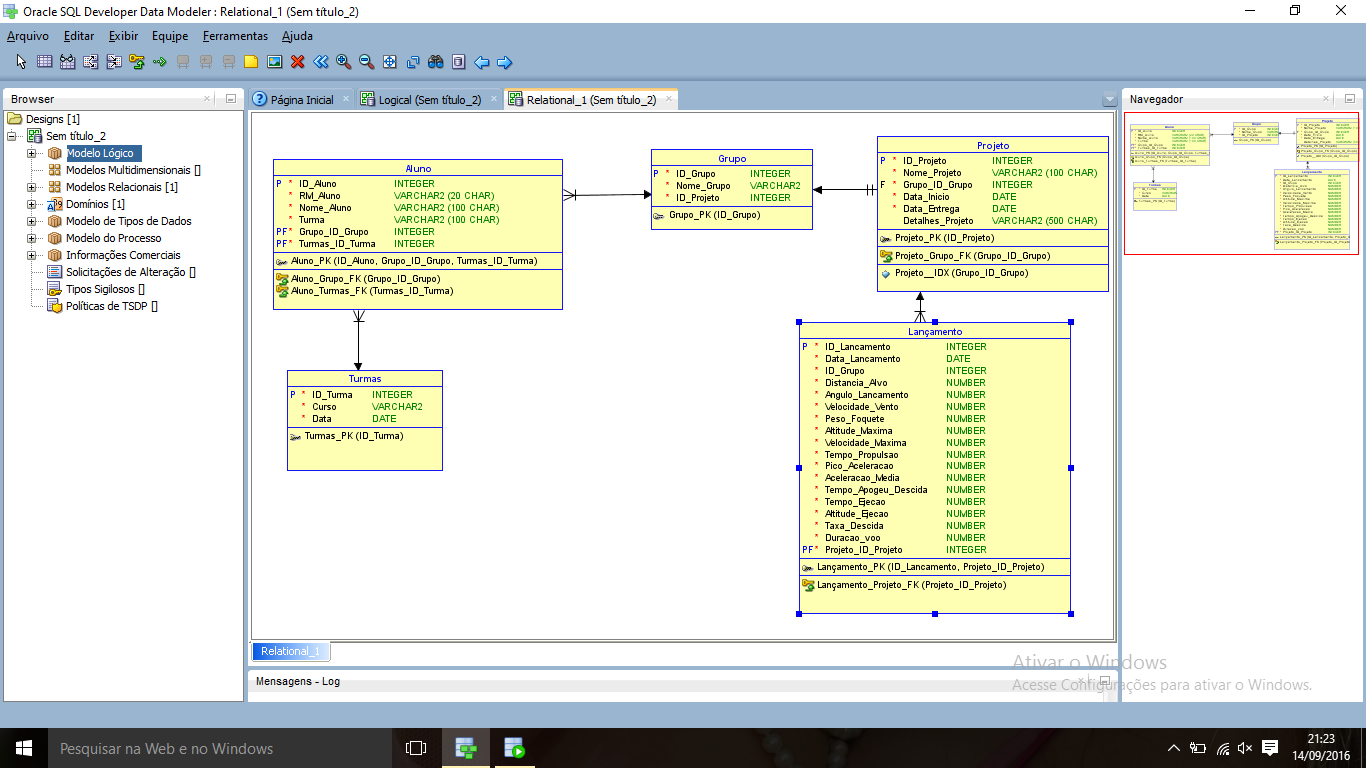 Oracle SQL Developer Data Modeler : Relational_1 (Sem título_2)
Arquivo Editar Exibir Equipe Ferramentas Ajuda
Browser
Designs [1]
Sem título_2
Modelo Lógico
Modelos Multidimensionais []
Modelos Relacionais [1]
Domínios [1]
Modelo de Tipos de Dados
Modelo do Processo
Informações Comerciais
Solicitações de Alteração []
Tipos Sigilosos []
Políticas de TSDP []
Página Inicial Logical (Sem título_2) Relational_1 (Sem título_2)
Aluno
P * ID_Aluno INTEGER
* RM_Aluno VARCHAR2 (20 CHAR)
* Nome_Aluno VARCHAR2 (100 CHAR)
* Turma VARCHAR2 (100 CHAR)
PF* Grupo_ID_Grupo INTEGER
PF* Turmas_ID_Turma INTEGER
Aluno_PK (ID_Aluno, Grupo_ID_Grupo, Turmas_ID_Turma)
Aluno_Grupo_FK (Grupo_ID_Grupo)
Aluno_Turmas_FK (Turmas_ID_Turma)
Grupo
P * ID_Grupo INTEGER
* Nome_Grupo VARCHAR2
* ID_Projeto INTEGER
Grupo_PK (ID_Grupo)
Projeto
P * ID_Projeto INTEGER
* Nome_Projeto VARCHAR2 (100 CHAR)
F * Grupo_ID_Grupo INTEGER
* Data_Inicio DATE
* Data_Entrega DATE
Detalhes_Projeto VARCHAR2 (500 CHAR)
Projeto_PK (ID_Projeto)
Projeto_Grupo_FK (Grupo_ID_Grupo)
Projeto__IDX (Grupo_ID_Grupo)
Turmas
P * ID_Turma INTEGER
* Curso VARCHAR2
* Data DATE
Turmas_PK (ID_Turma)
Lançamento
P * ID_Lancamento INTEGER
* Data_Lancamento DATE
* ID_Grupo INTEGER
* Distancia_Alvo NUMBER
* Angulo_Lancamento NUMBER
* Velocidade_Vento NUMBER
* Peso_Foquete NUMBER
* Altitude_Maxima NUMBER
* Velocidade_Maxima NUMBER
* Tempo_Propulsao NUMBER
* Pico_Aceleracao NUMBER
* Aceleracao_Media NUMBER
* Tempo_Apogeu_Descida NUMBER
* Tempo_Ejecao NUMBER
* Altitude_Ejecao NUMBER
* Taxa_Descida NUMBER
* Duracao_voo NUMBER
PF* Projeto_ID_Projeto INTEGER
Lançamento_PK (ID_Lancamento, Projeto_ID_Projeto)
Lançamento_Projeto_FK (Projeto_ID_Projeto)
Relational_1
Mensagens - Log
Navegador
Ativar o Windows
Acesse Configurações para ativar o Windows.
Pesquisar na Web e no Windows
21:23
14/09/2016